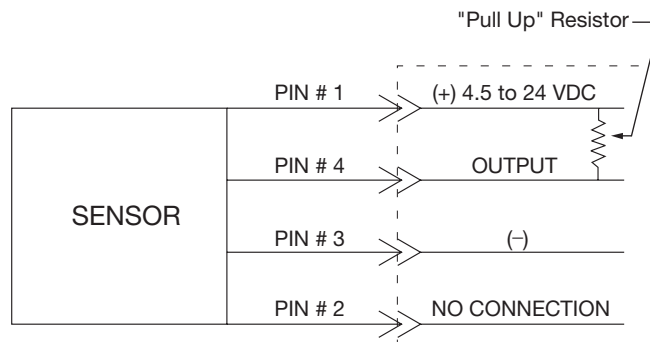 "Pull Up" Resistor
PIN # 1 (+) 4.5 to 24 VDC
PIN # 4 OUTPUT
SENSOR
PIN # 3 (−)
PIN # 2 NO CONNECTION